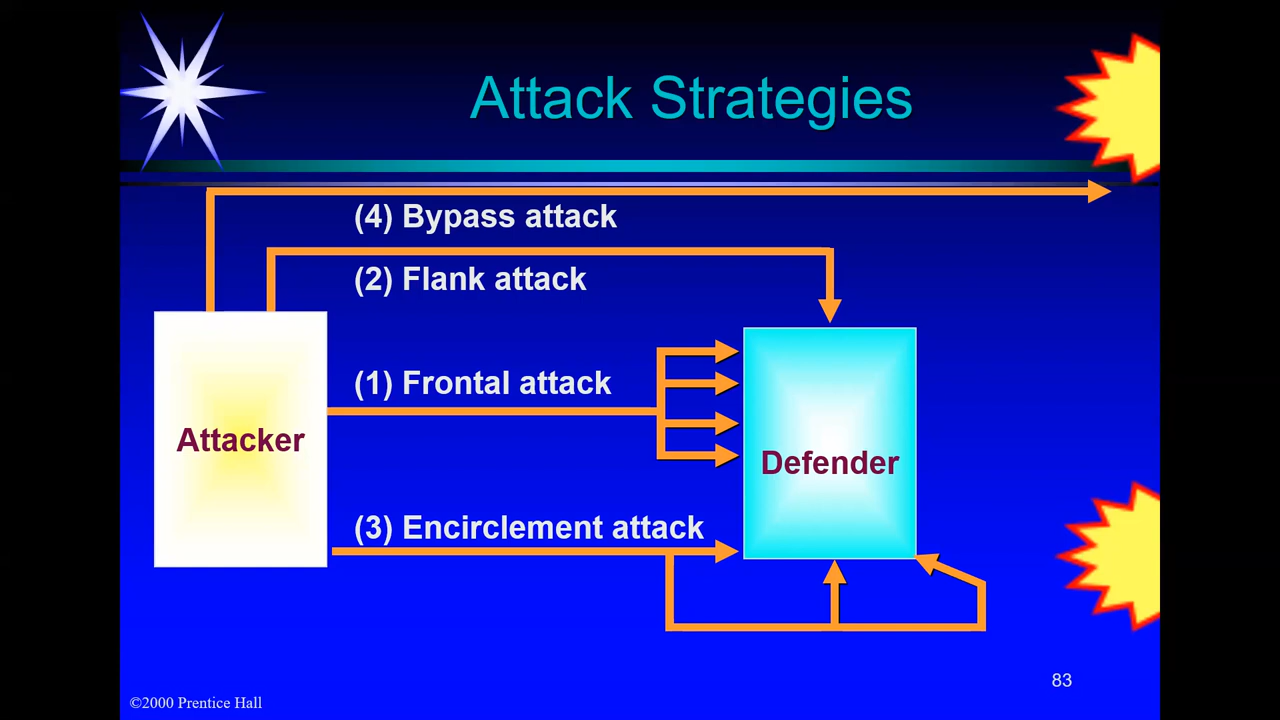 Attack Strategies
(4) Bypass attack
(2) Flank attack
(1) Frontal attack
Attacker
Defender
(3) Encirclement attack
83
©2000 Prentice Hall